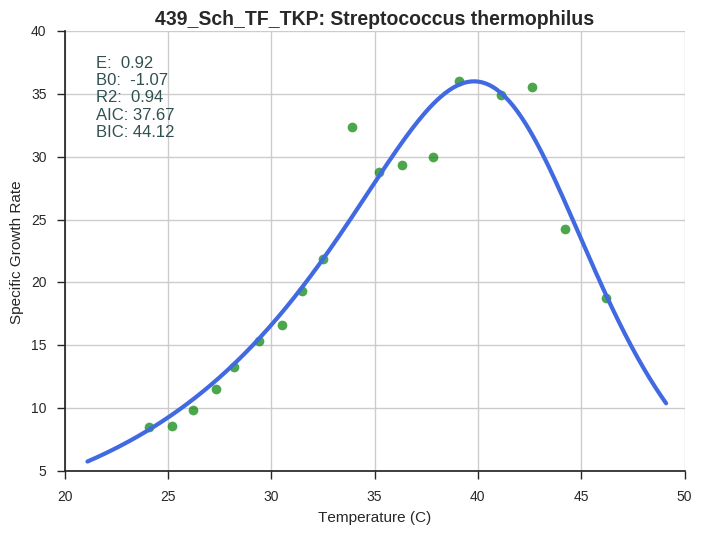 439_Sch_TF_TKP: Streptococcus thermophilus
E:  0.92
B0:  -1.07
R2:  0.94
AIC: 37.67
BIC: 44.12
Specific Growth Rate
40
35
30
25
20
15
10
5
20 25 30 35 40 45 50
Temperature (C)